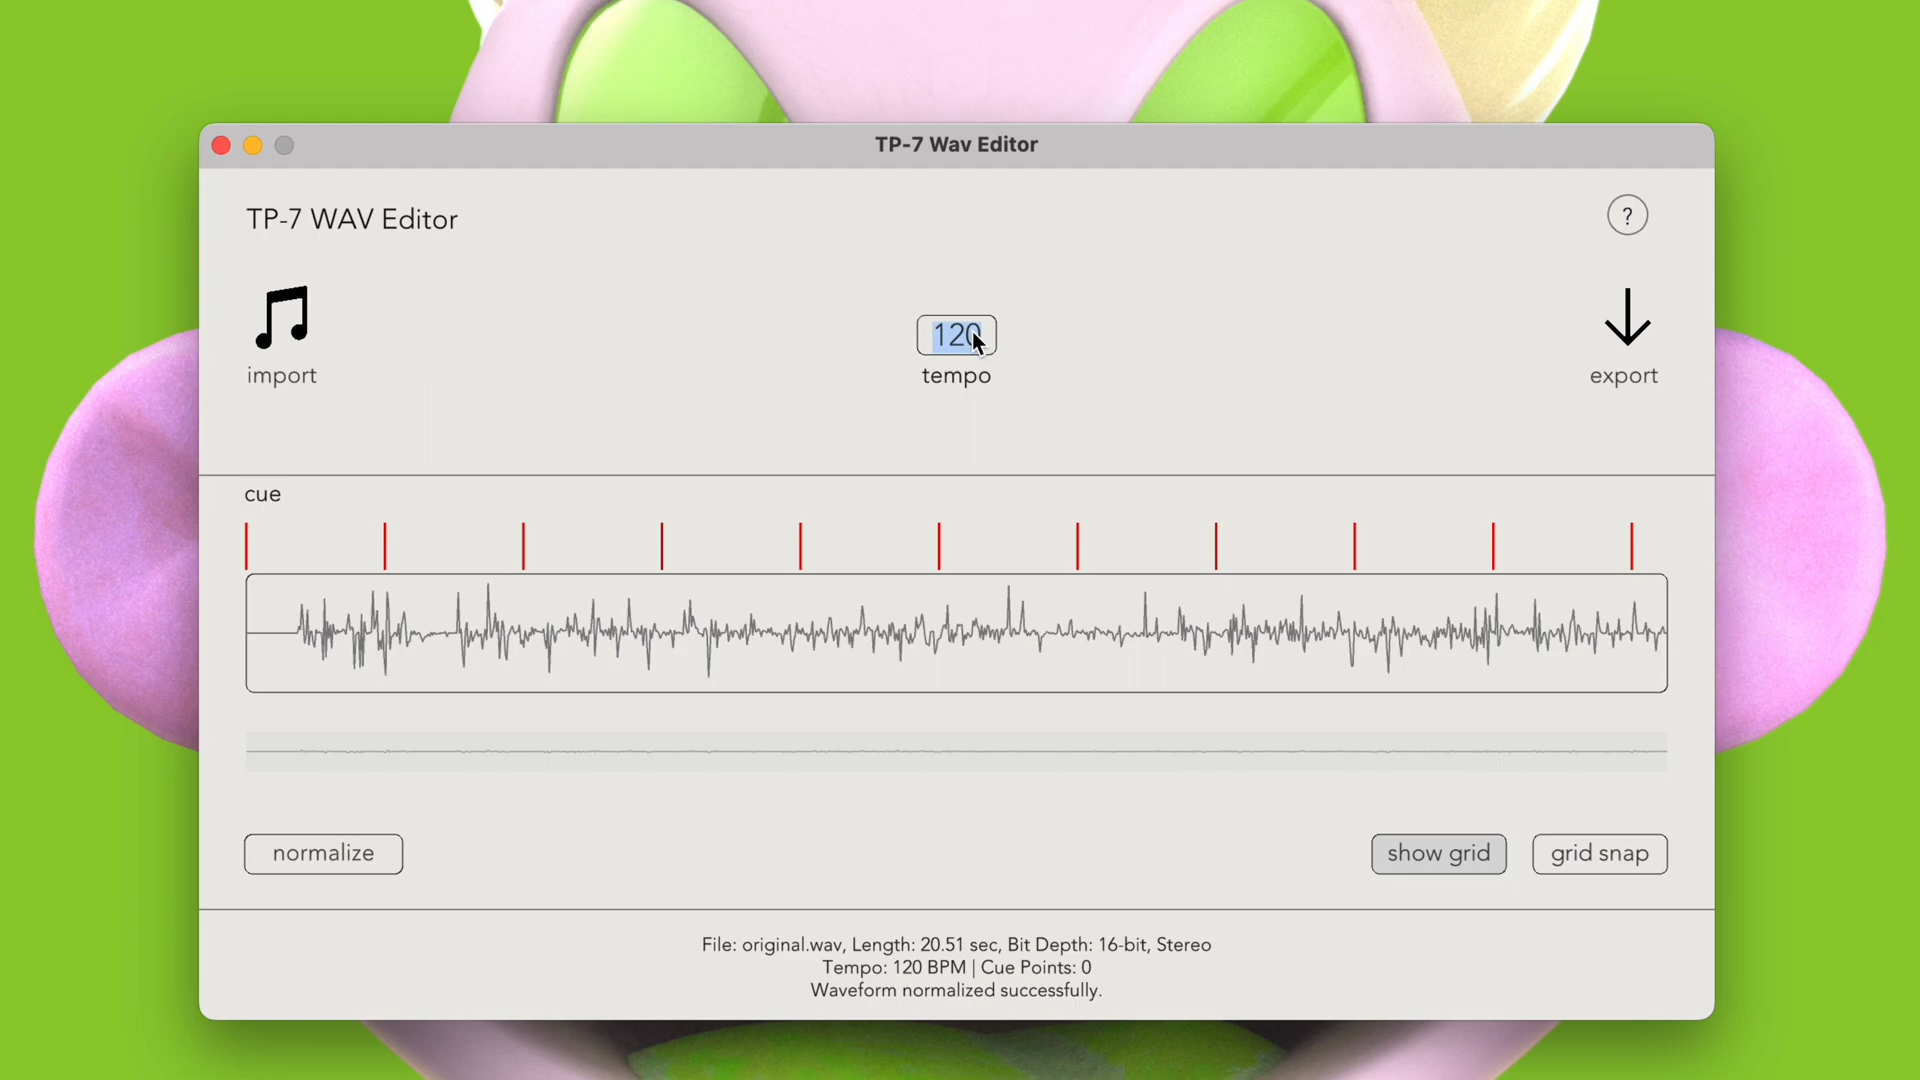 TP-7 Wav Editor
TP-7 WAV Editor
?
import
120
tempo
export
cue
normalize
show grid
grid snap
File: original.wav, Length: 20.51 sec, Bit Depth: 16-bit, Stereo
Tempo: 120 BPM | Cue Points: 0
Waveform normalized successfully.